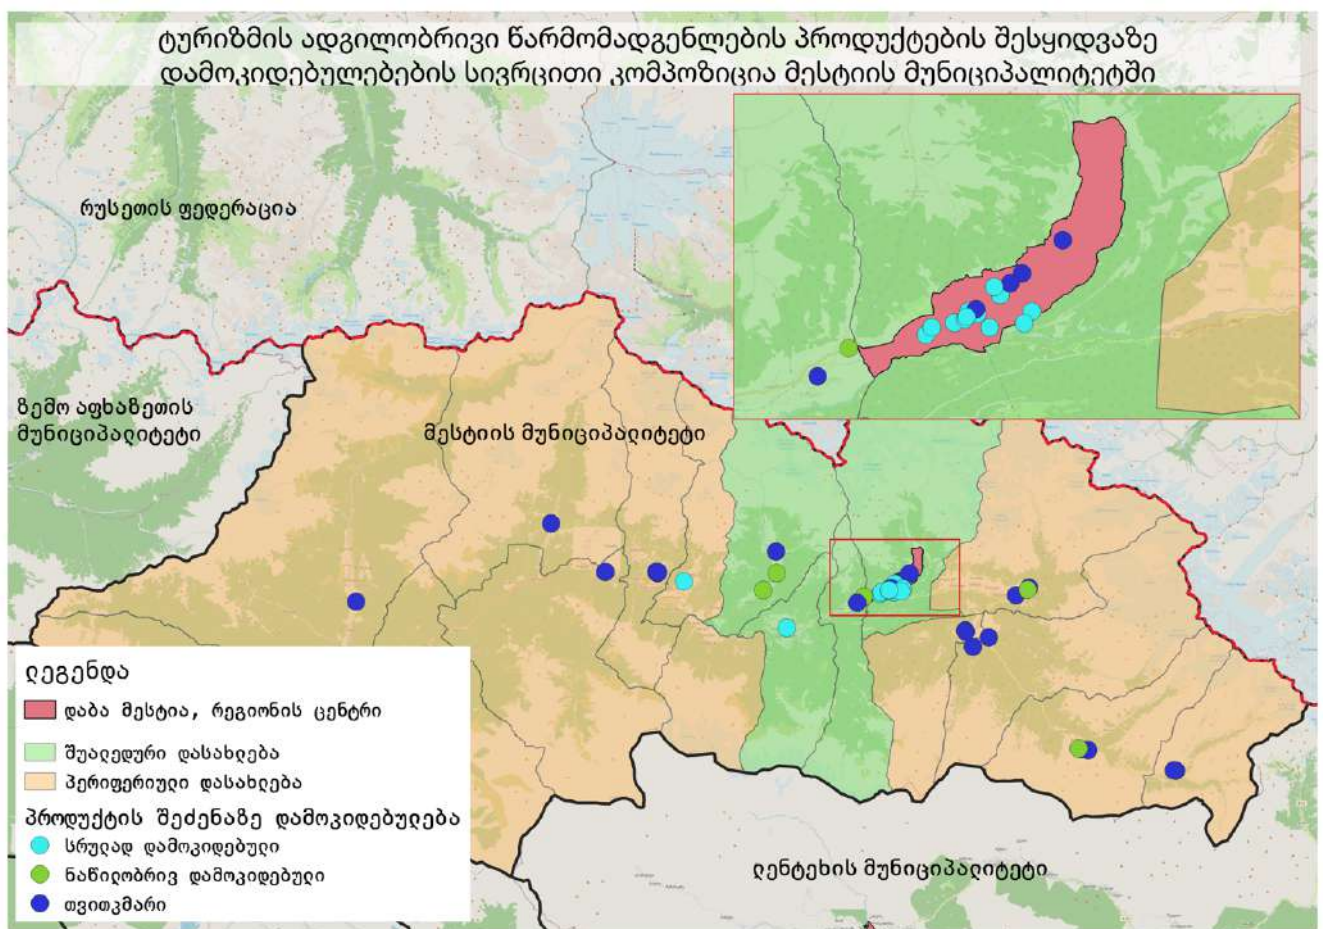 ტურიზმის ადგილობრივი წარმომადგენლების პროდუქტების შესყიდვაზე
დამოკიდებულებების სივრცითი კომპოზიცია მესტიის მუნიციპალიტეტში
რუსეთის ფედერაცია
ზემო აფხაზეთის
მუნიციპალიტეტი
მესტიის მუნიციპალიტეტი
ლეგენდა
დაბა მესტია, რეგიონის ცენტრი
შუალედური დასახლება
პერიფერიული დასახლება
პროდუქტის შეძენაზე დამოკიდებულება
სრულად დამოკიდებული
ნაწილობრივ დამოკიდებული
თვითკმარი
ლენტეხის მუნიციპალიტეტი